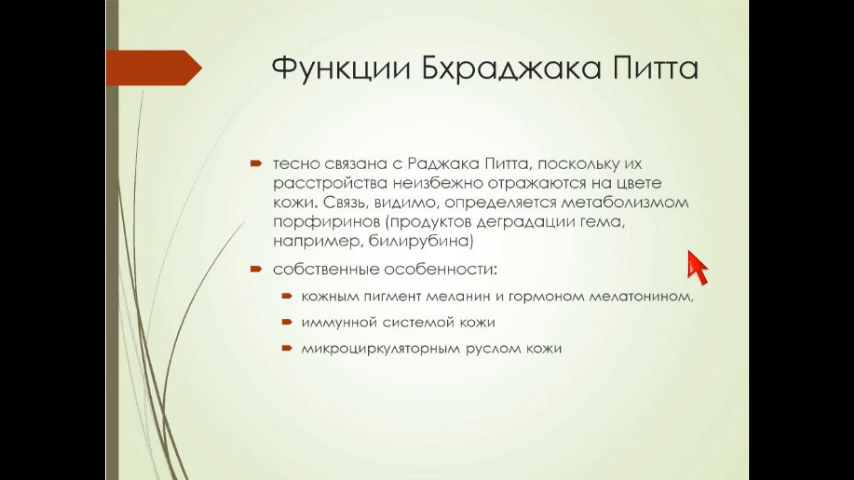 Функции Бхраджака Питта
тесно связана с Раджака Питта, поскольку их
расстройства неизбежно отражаются на цвете
кожи. Связь, видимо, определяется метаболизмом
порфиринов (продуктов деградации гема,
например, билирубина)
собственные особенности:
кожным пигмент меланин и гормоном мелатонином,
иммунной системой кожи
микроциркуляторным руслом кожи